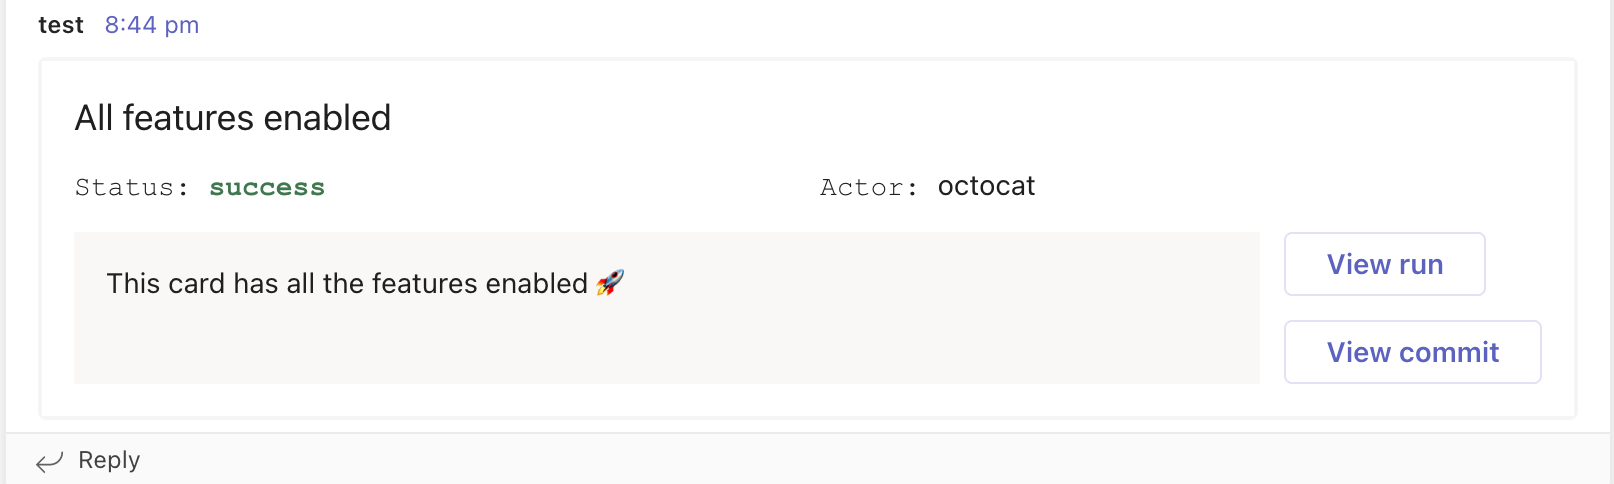 test 8:44 pm
All features enabled
Status: success Actor: octocat
This card has all the features enabled 🚀
View run
View commit
Reply